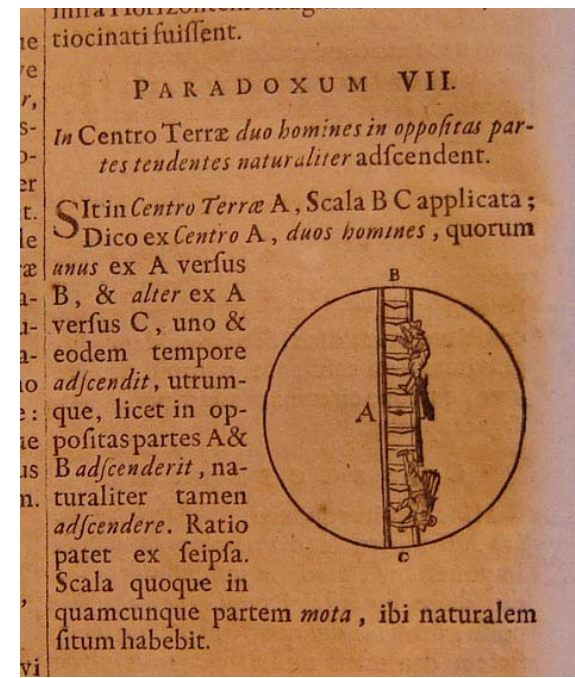 tiocinati fuiſſent.
PARADOXUM VII.
In Centro Terræ duo homines in oppoſitas par-
tes tendentes naturaliter adſcendent.
SIt in Centro Terræ A, Scala B C applicata;
Dico ex Centro A, duos homines, quorum
unus ex A verſus
B, & alter ex A
verſus C, uno &
eodem tempore
adſcendit, utrum-
que, licet in op-
poſitas partes A &
B adſcenderit, na-
turaliter tamen
adſcendere. Ratio
patet ex ſeipſa.
Scala quoque in
quamcunque partem mota, ibi naturalem
ſitum habebit.
B
A
C